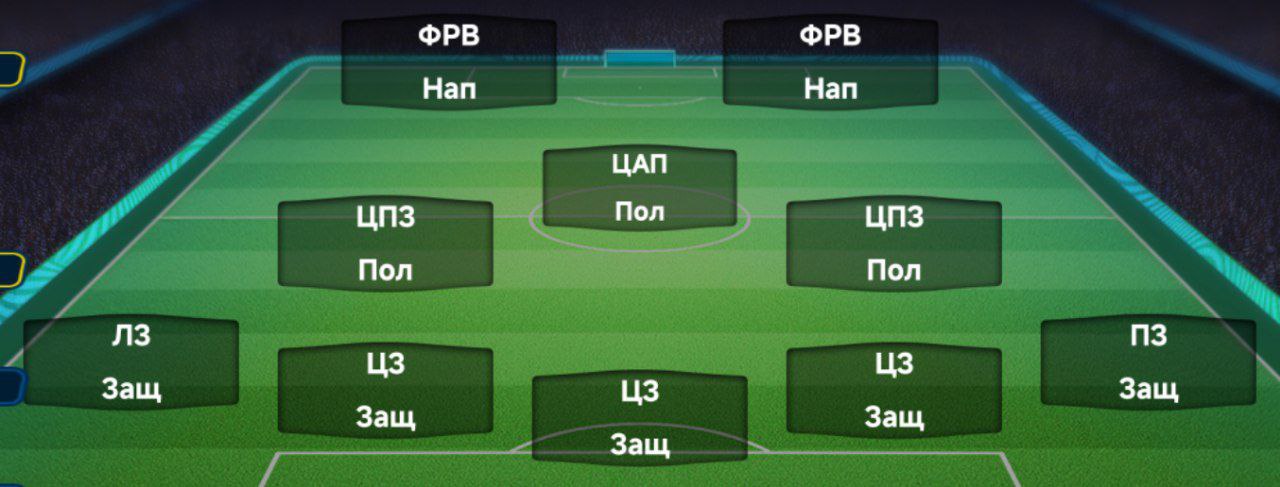 ФРВ
Нап
ФРВ
Нап
ЦАП
Пол
ЦПЗ
Пол
ЦПЗ
Пол
ЛЗ
Защ
ЦЗ
Защ
ЦЗ
Защ
ЦЗ
Защ
ПЗ
Защ